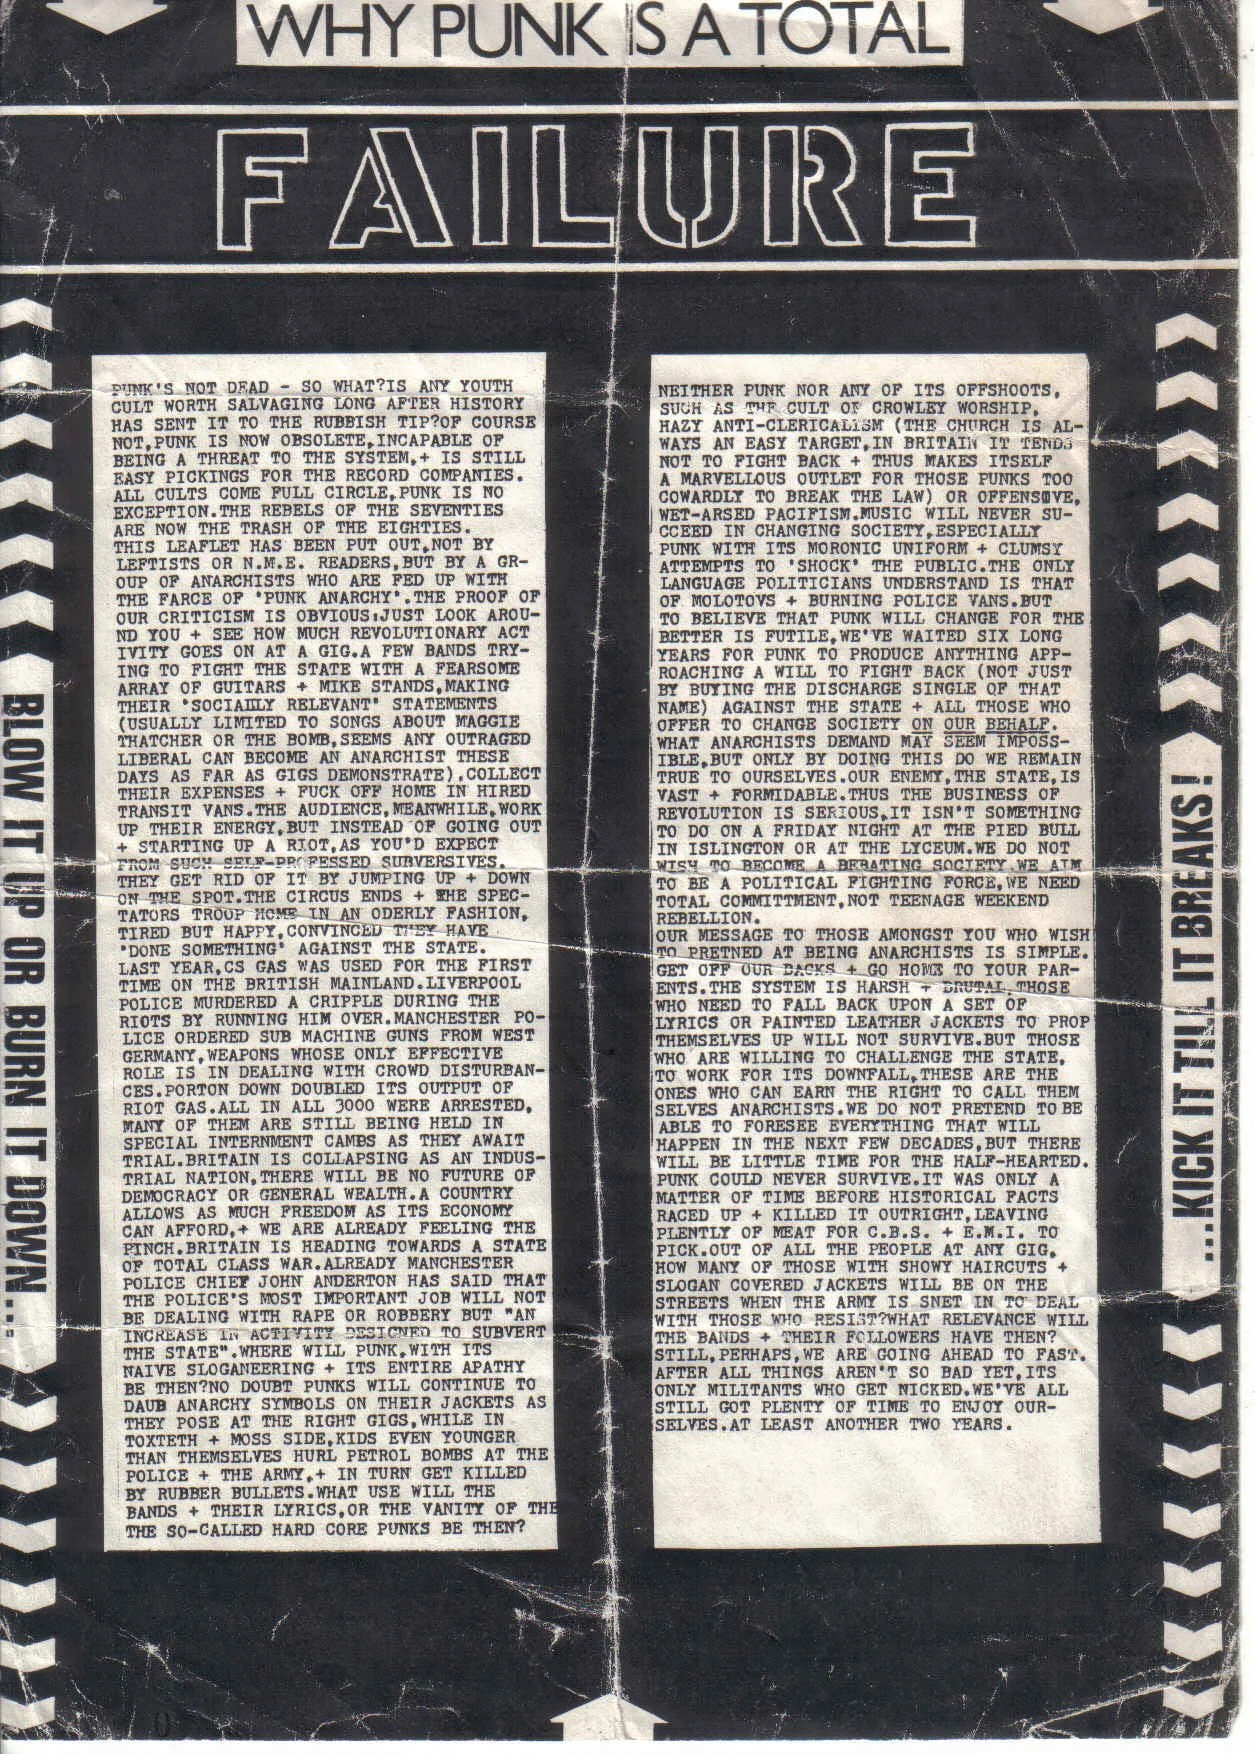 WHY PUNK IS A TOTAL
FAILURE
PUNK'S NOT DEAD - SO WHAT?IS ANY YOUTH
CULT WORTH SALVAGING LONG AFTER HISTORY
HAS SENT IT TO THE RUBBISH TIP?OF COURSE
NOT,PUNK IS NOW OBSOLETE,INCAPABLE OF
BEING A THREAT TO THE SYSTEM,+ IS STILL
EASY PICKINGS FOR THE RECORD COMPANIES.
ALL CULTS COME FULL CIRCLE,PUNK IS NO
EXCEPTION.THE REBELS OF THE SEVENTIES
ARE NOW THE TRASH OF THE EIGHTIES.
THIS LEAFLET HAS BEEN PUT OUT,NOT BY
LEFTISTS OR N.M.E. READERS,BUT BY A GR-
OUP OF ANARCHISTS WHO ARE FED UP WITH
THE FARCE OF 'PUNK ANARCHY'.THE PROOF OF
OUR CRITICISM IS OBVIOUS:JUST LOOK AROU-
ND YOU + SEE HOW MUCH REVOLUTIONARY ACT
IVITY GOES ON AT A GIG.A FEW BANDS TRY-
ING TO FIGHT THE STATE WITH A FEARSOME
ARRAY OF GUITARS + MIKE STANDS,MAKING
THEIR 'SOCIALLY RELEVANT' STATEMENTS
(USUALLY LIMITED TO SONGS ABOUT MAGGIE
THATCHER OR THE BOMB,SEEMS ANY OUTRAGED
LIBERAL CAN BECOME AN ANARCHIST THESE
DAYS AS FAR AS GIGS DEMONSTRATE),COLLECT
THEIR EXPENSES + FUCK OFF HOME IN HIRED
TRANSIT VANS.THE AUDIENCE,MEANWHILE,WORK
UP THEIR ENERGY,BUT INSTEAD OF GOING OUT
+ STARTING UP A RIOT,AS YOU'D EXPECT
FROM SUCH SELF-PROFESSED SUBVERSIVES.
THEY GET RID OF IT BY JUMPING UP + DOWN
ON THE SPOT.THE CIRCUS ENDS + THE SPEC-
TATORS TROOP HOME IN AN ODERLY FASHION,
TIRED BUT HAPPY,CONVINCED THEY HAVE
'DONE SOMETHING' AGAINST THE STATE.
LAST YEAR,CS GAS WAS USED FOR THE FIRST
TIME ON THE BRITISH MAINLAND.LIVERPOOL
POLICE MURDERED A CRIPPLE DURING THE
RIOTS BY RUNNING HIM OVER.MANCHESTER PO-
LICE ORDERED SUB MACHINE GUNS FROM WEST
GERMANY,WEAPONS WHOSE ONLY EFFECTIVE
ROLE IS IN DEALING WITH CROWD DISTURBAN-
CES.PORTON DOWN DOUBLED ITS OUTPUT OF
RIOT GAS.ALL IN ALL 3000 WERE ARRESTED,
MANY OF THEM ARE STILL BEING HELD IN
SPECIAL INTERNMENT CAMBS AS THEY AWAIT
TRIAL.BRITAIN IS COLLAPSING AS AN INDUS-
TRIAL NATION,THERE WILL BE NO FUTURE OF
DEMOCRACY OR GENERAL WEALTH.A COUNTRY
ALLOWS AS MUCH FREEDOM AS ITS ECONOMY
CAN AFFORD,+ WE ARE ALREADY FEELING THE
PINCH.BRITAIN IS HEADING TOWARDS A STATE
OF TOTAL CLASS WAR.ALREADY MANCHESTER
POLICE CHIEF JOHN ANDERTON HAS SAID THAT
THE POLICE'S MOST IMPORTANT JOB WILL NOT
BE DEALING WITH RAPE OR ROBBERY BUT "AN
INCREASE IN ACTIVITY DESIGNED TO SUBVERT
THE STATE".WHERE WILL PUNK,WITH ITS
NAIVE SLOGANEERING + ITS ENTIRE APATHY
BE THEN?NO DOUBT PUNKS WILL CONTINUE TO
DAUB ANARCHY SYMBOLS ON THEIR JACKETS AS
THEY POSE AT THE RIGHT GIGS,WHILE IN
TOXTETH + MOSS SIDE,KIDS EVEN YOUNGER
THAN THEMSELVES HURL PETROL BOMBS AT THE
POLICE + THE ARMY,+ IN TURN GET KILLED
BY RUBBER BULLETS.WHAT USE WILL THE
BANDS + THEIR LYRICS,OR THE VANITY OF THE
THE SO-CALLED HARD CORE PUNKS BE THEN?
NEITHER PUNK NOR ANY OF ITS OFFSHOOTS,
SUCH AS THE CULT OF CROWLEY WORSHIP,
HAZY ANTI-CLERICALISM (THE CHURCH IS AL-
WAYS AN EASY TARGET,IN BRITAIN IT TENDS
NOT TO FIGHT BACK + THUS MAKES ITSELF
A MARVELLOUS OUTLET FOR THOSE PUNKS TOO
COWARDLY TO BREAK THE LAW) OR OFFENSIVE,
WET-ARSED PACIFISM.MUSIC WILL NEVER SU-
CCEED IN CHANGING SOCIETY,ESPECIALLY
PUNK WITH ITS MORONIC UNIFORM + CLUMSY
ATTEMPTS TO 'SHOCK' THE PUBLIC.THE ONLY
LANGUAGE POLITICIANS UNDERSTAND IS THAT
OF MOLOTOVS + BURNING POLICE VANS.BUT
TO BELIEVE THAT PUNK WILL CHANGE FOR THE
BETTER IS FUTILE,WE'VE WAITED SIX LONG
YEARS FOR PUNK TO PRODUCE ANYTHING APP-
ROACHING A WILL TO FIGHT BACK (NOT JUST
BY BUYING THE DISCHARGE SINGLE OF THAT
NAME) AGAINST THE STATE + ALL THOSE WHO
OFFER TO CHANGE SOCIETY ON OUR BEHALF.
WHAT ANARCHISTS DEMAND MAY SEEM IMPOSS-
IBLE,BUT ONLY BY DOING THIS DO WE REMAIN
TRUE TO OURSELVES.OUR ENEMY,THE STATE,IS
VAST + FORMIDABLE.THUS THE BUSINESS OF
REVOLUTION IS SERIOUS,IT ISN'T SOMETHING
TO DO ON A FRIDAY NIGHT AT THE PIED BULL
IN ISLINGTON OR AT THE LYCEUM.WE DO NOT
WISH TO BECOME A DEBATING SOCIETY.WE AIM
TO BE A POLITICAL FIGHTING FORCE,WE NEED
TOTAL COMMITTMENT,NOT TEENAGE WEEKEND
REBELLION.
OUR MESSAGE TO THOSE AMONGST YOU WHO WISH
TO PRETNED AT BEING ANARCHISTS IS SIMPLE.
GET OFF OUR BACKS + GO HOME TO YOUR PAR-
ENTS.THE SYSTEM IS HARSH + BRUTAL,THOSE
WHO NEED TO FALL BACK UPON A SET OF
LYRICS OR PAINTED LEATHER JACKETS TO PROP
THEMSELVES UP WILL NOT SURVIVE.BUT THOSE
WHO ARE WILLING TO CHALLENGE THE STATE,
TO WORK FOR ITS DOWNFALL,THESE ARE THE
ONES WHO CAN EARN THE RIGHT TO CALL THEM
SELVES ANARCHISTS.WE DO NOT PRETEND TO BE
ABLE TO FORESEE EVERYTHING THAT WILL
HAPPEN IN THE NEXT FEW DECADES,BUT THERE
WILL BE LITTLE TIME FOR THE HALF-HEARTED.
PUNK COULD NEVER SURVIVE.IT WAS ONLY A
MATTER OF TIME BEFORE HISTORICAL FACTS
RACED UP + KILLED IT OUTRIGHT,LEAVING
PLENTLY OF MEAT FOR C.B.S. + E.M.I. TO
PICK.OUT OF ALL THE PEOPLE AT ANY GIG,
HOW MANY OF THOSE WITH SHOWY HAIRCUTS +
SLOGAN COVERED JACKETS WILL BE ON THE
STREETS WHEN THE ARMY IS SNET IN TO DEAL
WITH THOSE WHO RESIST?WHAT RELEVANCE WILL
THE BANDS + THEIR FOLLOWERS HAVE THEN?
STILL,PERHAPS,WE ARE GOING AHEAD TO FAST.
AFTER ALL THINGS AREN'T SO BAD YET,ITS
ONLY MILITANTS WHO GET NICKED.WE'VE ALL
STILL GOT PLENTY OF TIME TO ENJOY OUR-
SELVES.AT LEAST ANOTHER TWO YEARS.
BLOW IT UP OR BURN IT DOWN...
...KICK IT TILL IT BREAKS!